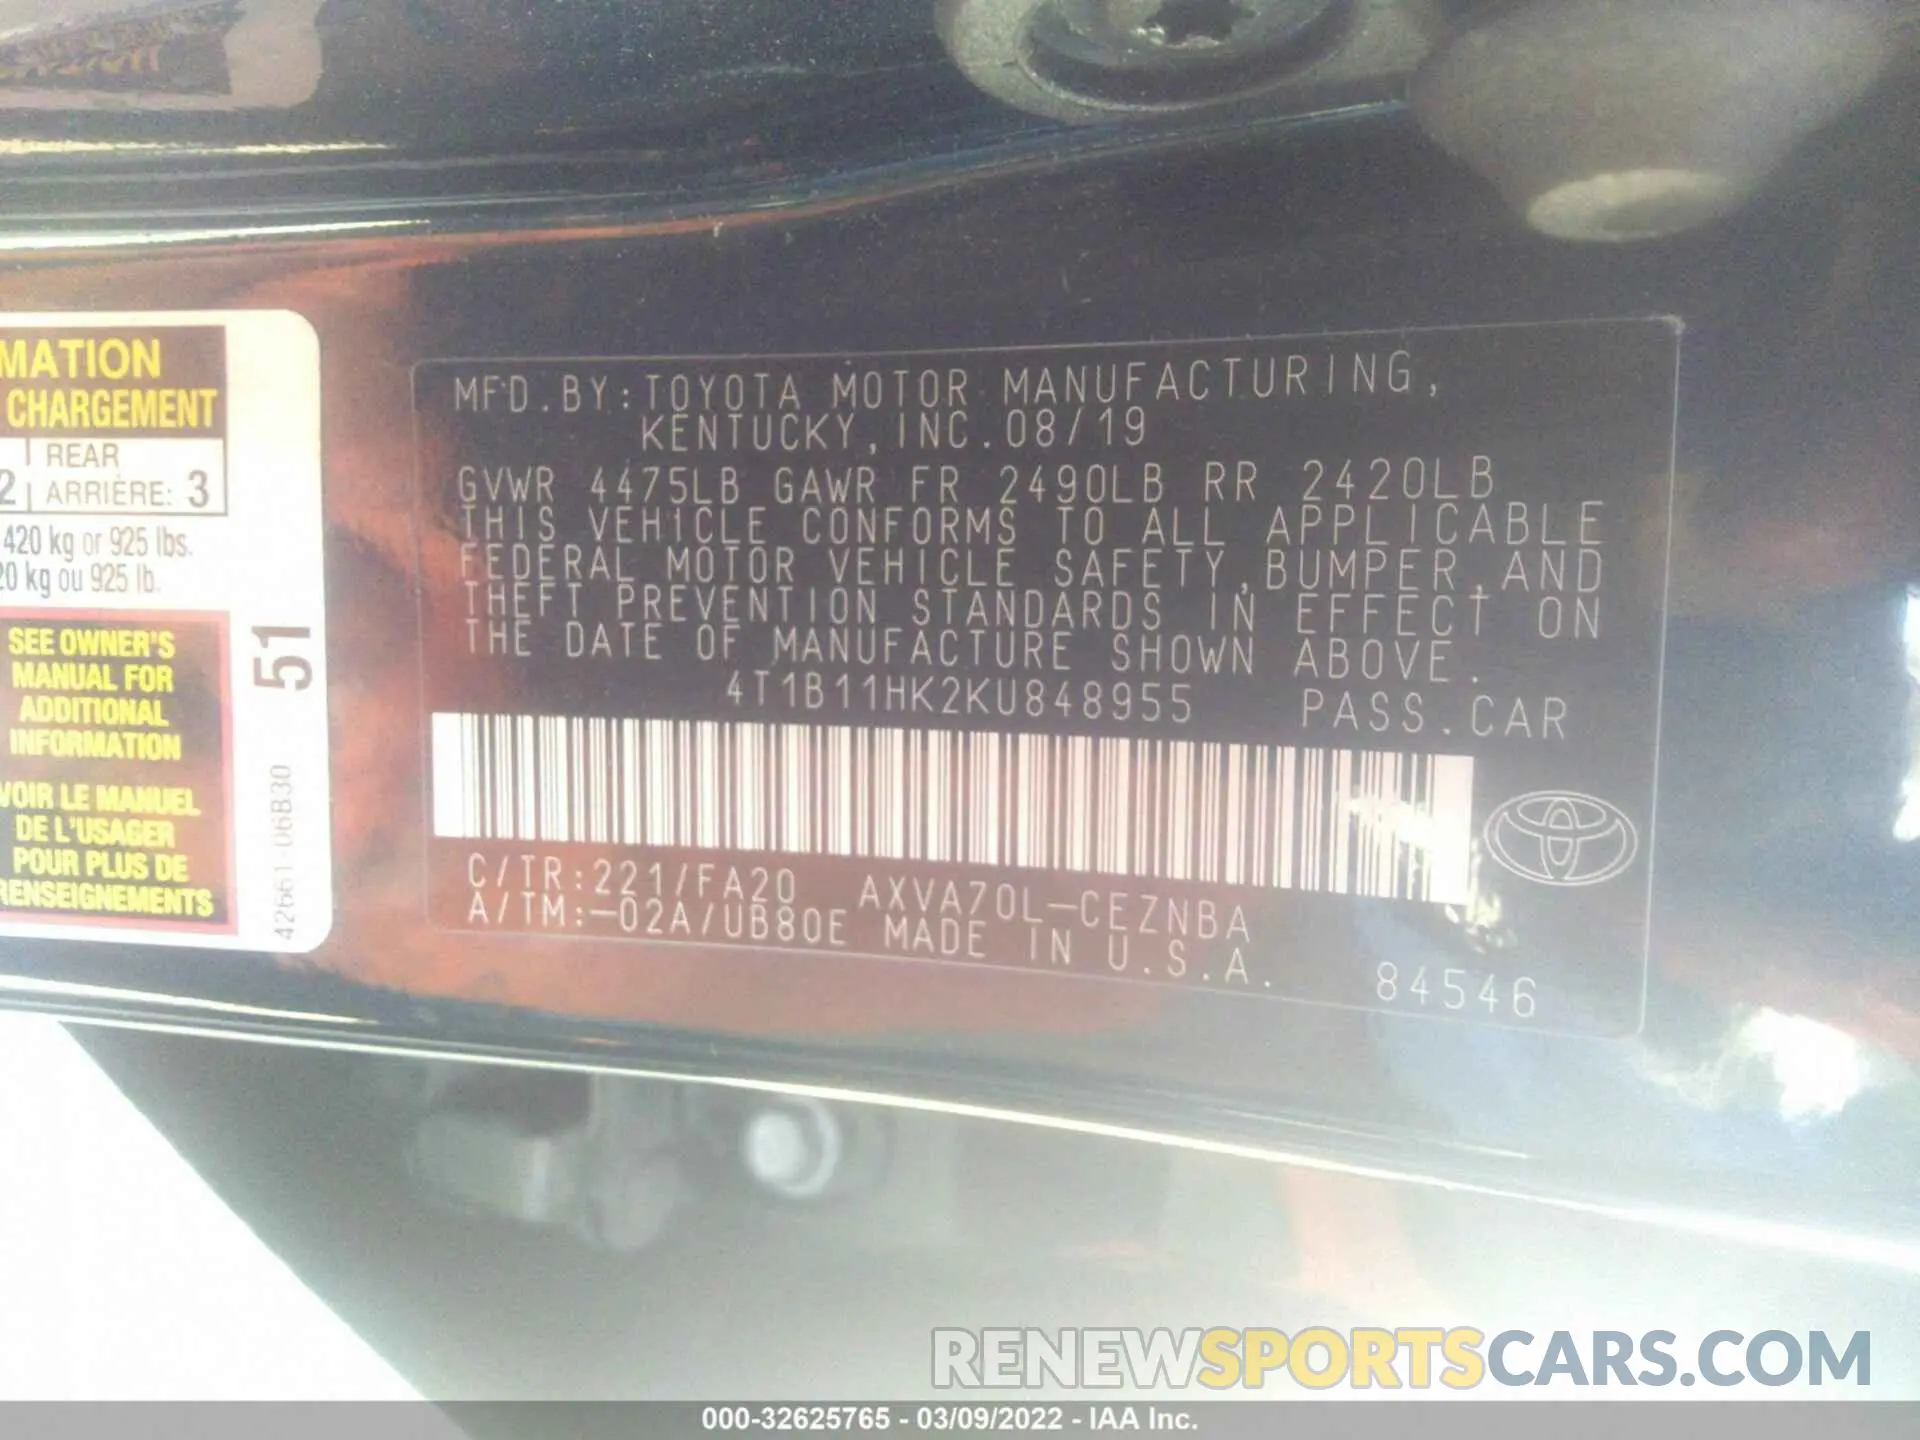 MATION
CHARGEMENT
2 REAR
ARRIÈRE: 3
420 kg or 925 lbs.
20 kg ou 925 lb.
SEE OWNER'S
MANUAL FOR
ADDITIONAL
INFORMATION
VOIR LE MANUEL
DE L'USAGER
POUR PLUS DE
RENSEIGNEMENTS
51
42661-06B30
MFD.BY:TOYOTA MOTOR MANUFACTURING,
KENTUCKY,INC.08/19
GVWR 4475LB GAWR FR 2490LB RR 2420LB
THIS VEHICLE CONFORMS TO ALL APPLICABLE
FEDERAL MOTOR VEHICLE SAFETY,BUMPER,AND
THEFT PREVENTION STANDARDS IN EFFECT ON
THE DATE OF MANUFACTURE SHOWN ABOVE.
4T1B11HK2KU848955 PASS.CAR
C/TR:221/FA20 AXVA70L-CEZNBA
A/TM:-02A/UB80E MADE IN U.S.A.
84546
RENEWSPORTSCARS.COM
000-32625765 - 03/09/2022 - IAA Inc.